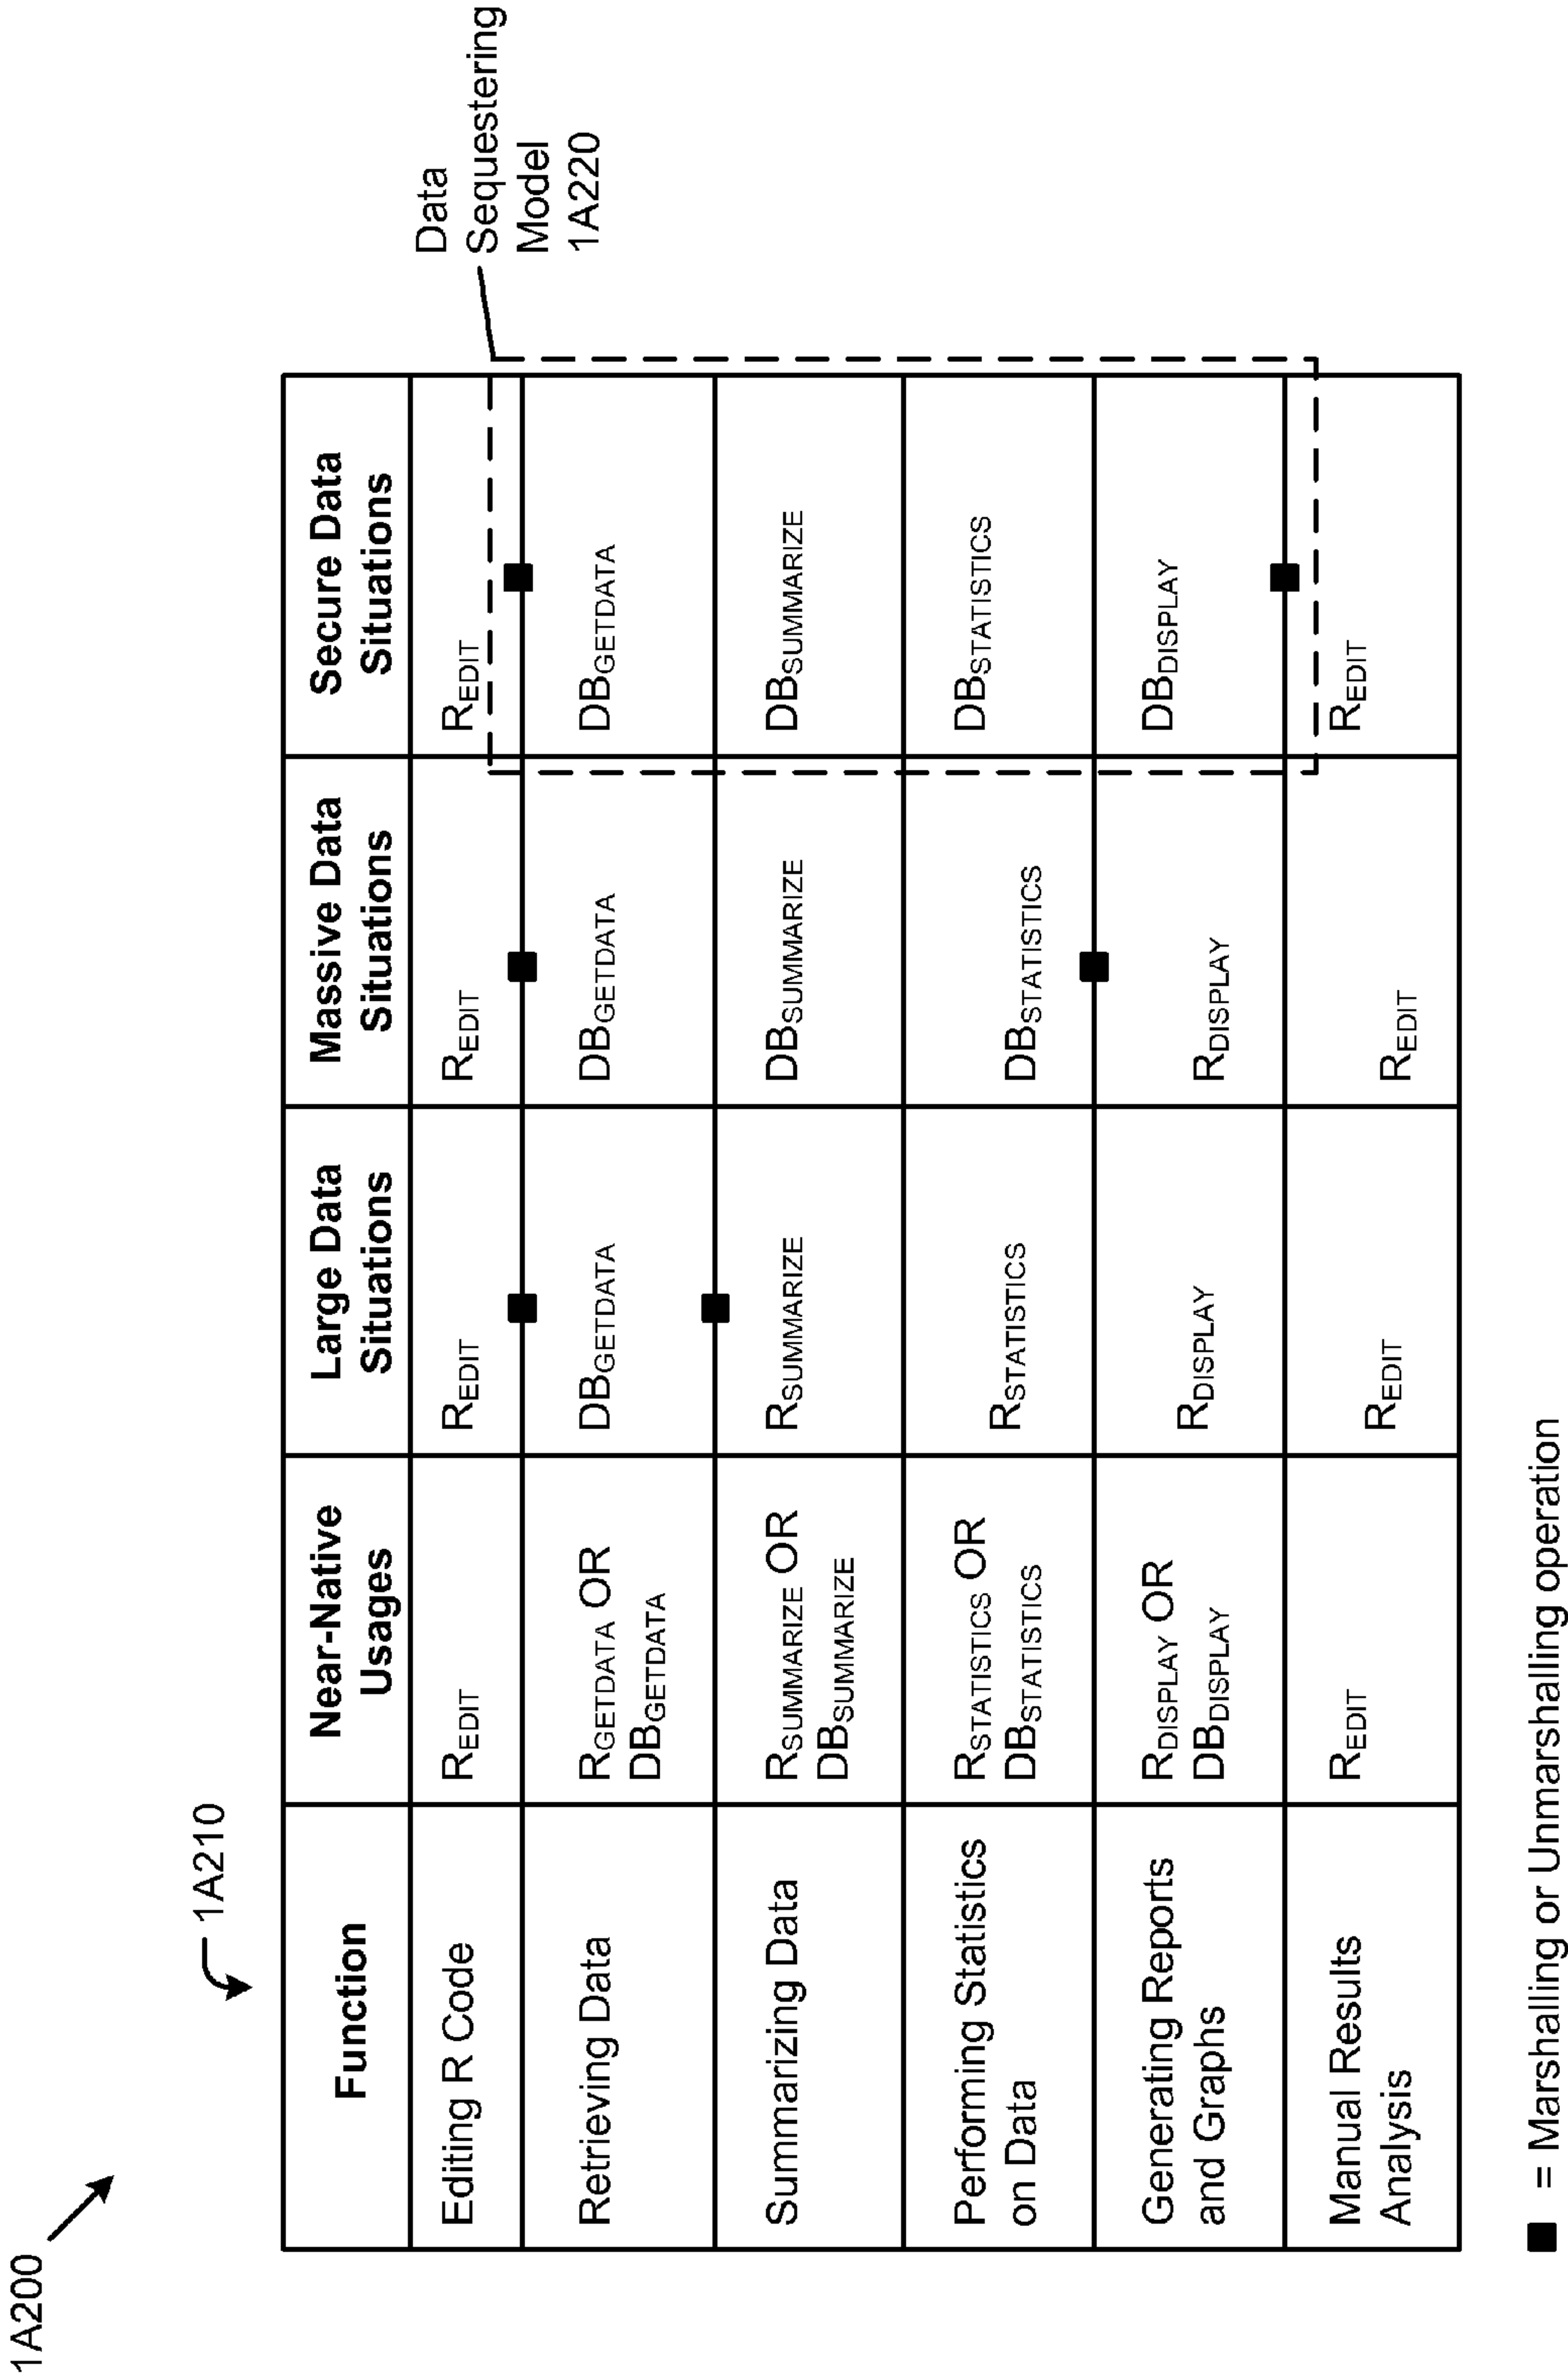 1A200
1A210
Function
Near-Native
Usages
Large Data
Situations
Massive Data
Situations
Secure Data
Situations
Editing R Code
REDIT
REDIT
REDIT
REDIT
Retrieving Data
RGETDATA OR
DBGETDATA
DBGETDATA
DBGETDATA
DBGETDATA
Summarizing Data
RSUMMARIZE OR
DBSUMMARIZE
RSUMMARIZE
DBSUMMARIZE
DBSUMMARIZE
Performing Statistics
on Data
RSTATISTICS OR
DBSTATISTICS
RSTATISTICS
DBSTATISTICS
DBSTATISTICS
Generating Reports
and Graphs
RDISPLAY OR
DBDISPLAY
RDISPLAY
RDISPLAY
DBDISPLAY
Manual Results
Analysis
REDIT
REDIT
REDIT
REDIT
Data
Sequestering
Model
1A220
■ = Marshalling or Unmarshalling operation